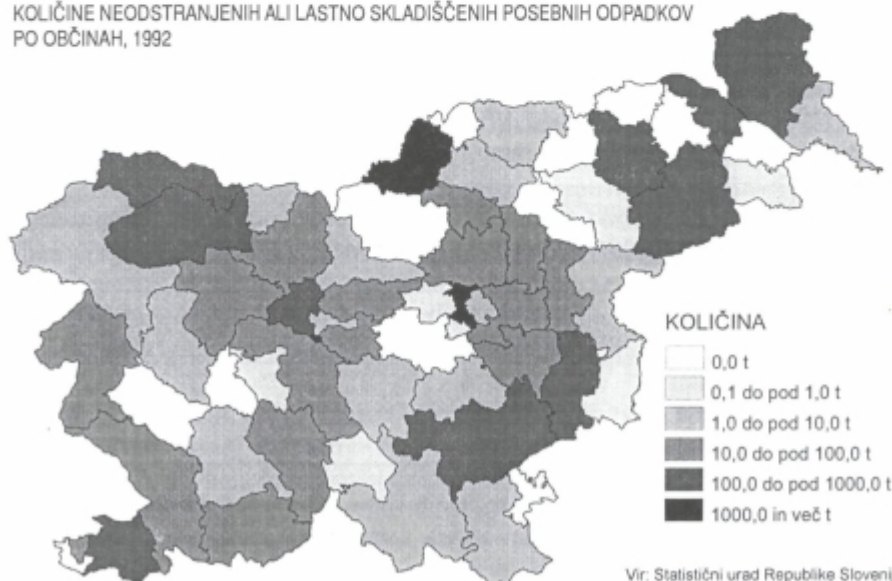 KOLIČINE NEODSTRANJENIH ALI LASTNO SKLADIŠČENIH POSEBNIH ODPADKOV
PO OBČINAH, 1992
KOLIČINA
0,0 t
0,1 do pod 1,0 t
1,0 do pod 10,0 t
10,0 do pod 100,0 t
100,0 do pod 1000,0 t
1000,0 in več t
Vir: Statistični urad Republike Sloveni